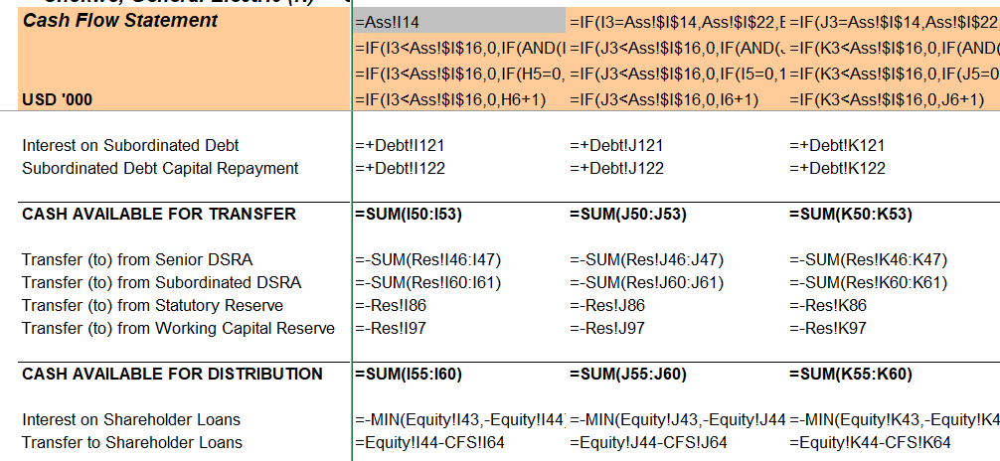 Cash Flow Statement =Ass!I14 =IF(I3=Ass!$I$14,Ass!$I$22, =IF(J3=Ass!$I$14,Ass!$I$22
=IF(I3<Ass!$I$16,0,IF(AND( =IF(J3<Ass!$I$16,0,IF(AND( =IF(K3<Ass!$I$16,0,IF(AND(
=IF(I3<Ass!$I$16,0,IF(H5=0, =IF(J3<Ass!$I$16,0,IF(I5=0,1 =IF(K3<Ass!$I$16,0,IF(J5=0
USD '000 =IF(I3<Ass!$I$16,0,H6+1) =IF(J3<Ass!$I$16,0,I6+1) =IF(K3<Ass!$I$16,0,J6+1)
Interest on Subordinated Debt =+Debt!I121 =+Debt!J121 =+Debt!K121
Subordinated Debt Capital Repayment =+Debt!I122 =+Debt!J122 =+Debt!K122
CASH AVAILABLE FOR TRANSFER =SUM(I50:I53) =SUM(J50:J53) =SUM(K50:K53)
Transfer (to) from Senior DSRA =-SUM(Res!I46:I47) =-SUM(Res!J46:J47) =-SUM(Res!K46:K47)
Transfer (to) from Subordinated DSRA =-SUM(Res!I60:I61) =-SUM(Res!J60:J61) =-SUM(Res!K60:K61)
Transfer (to) from Statutory Reserve =-Res!I86 =-Res!J86 =-Res!K86
Transfer (to) from Working Capital Reserve =-Res!I97 =-Res!J97 =-Res!K97
CASH AVAILABLE FOR DISTRIBUTION =SUM(I55:I60) =SUM(J55:J60) =SUM(K55:K60)
Interest on Shareholder Loans =-MIN(Equity!I43,-Equity!I44 =-MIN(Equity!J43,-Equity!J44 =-MIN(Equity!K43,-Equity!K4
Transfer to Shareholder Loans =Equity!I44-CFS!I64 =Equity!J44-CFS!J64 =Equity!K44-CFS!K64